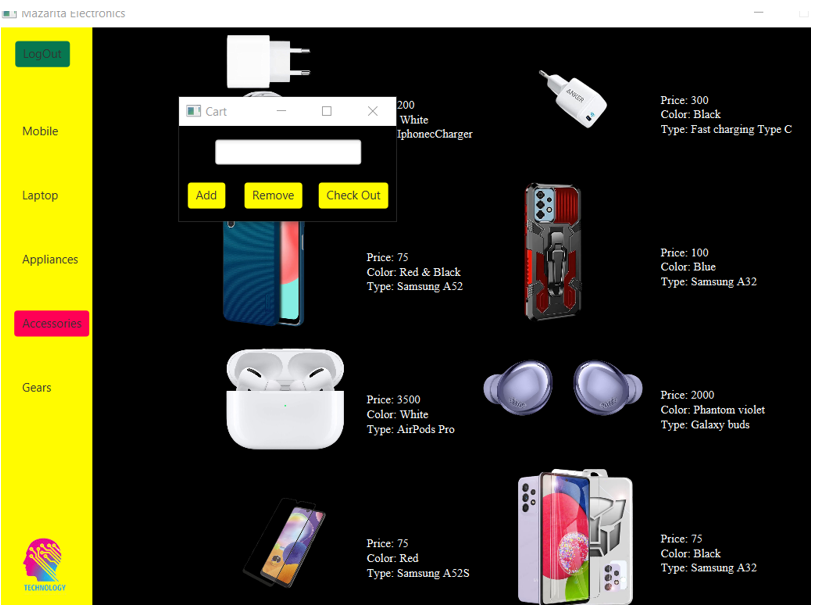 Mazarita Electronics
LogOut
Mobile
Laptop
Appliances
Accessories
Gears
TECHNOLOGY
Cart
Add
Remove
Check Out
200
White
IphonecCharger
ANKER
Price: 300
Color: Black
Type: Fast charging Type C
Price: 75
Color: Red & Black
Type: Samsung A52
Price: 100
Color: Blue
Type: Samsung A32
Price: 3500
Color: White
Type: AirPods Pro
Price: 2000
Color: Phantom violet
Type: Galaxy buds
Price: 75
Color: Red
Type: Samsung A52S
Price: 75
Color: Black
Type: Samsung A32